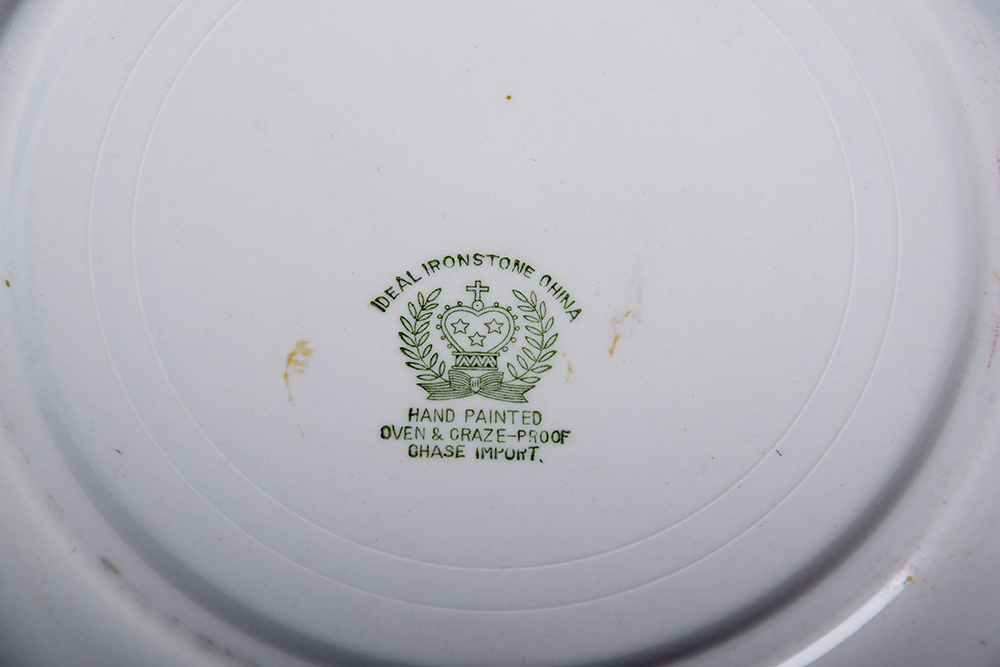 IDEAL IRONSTONE CHINA
HAND PAINTED
OVEN & CRAZE-PROOF
CHASE IMPORT.